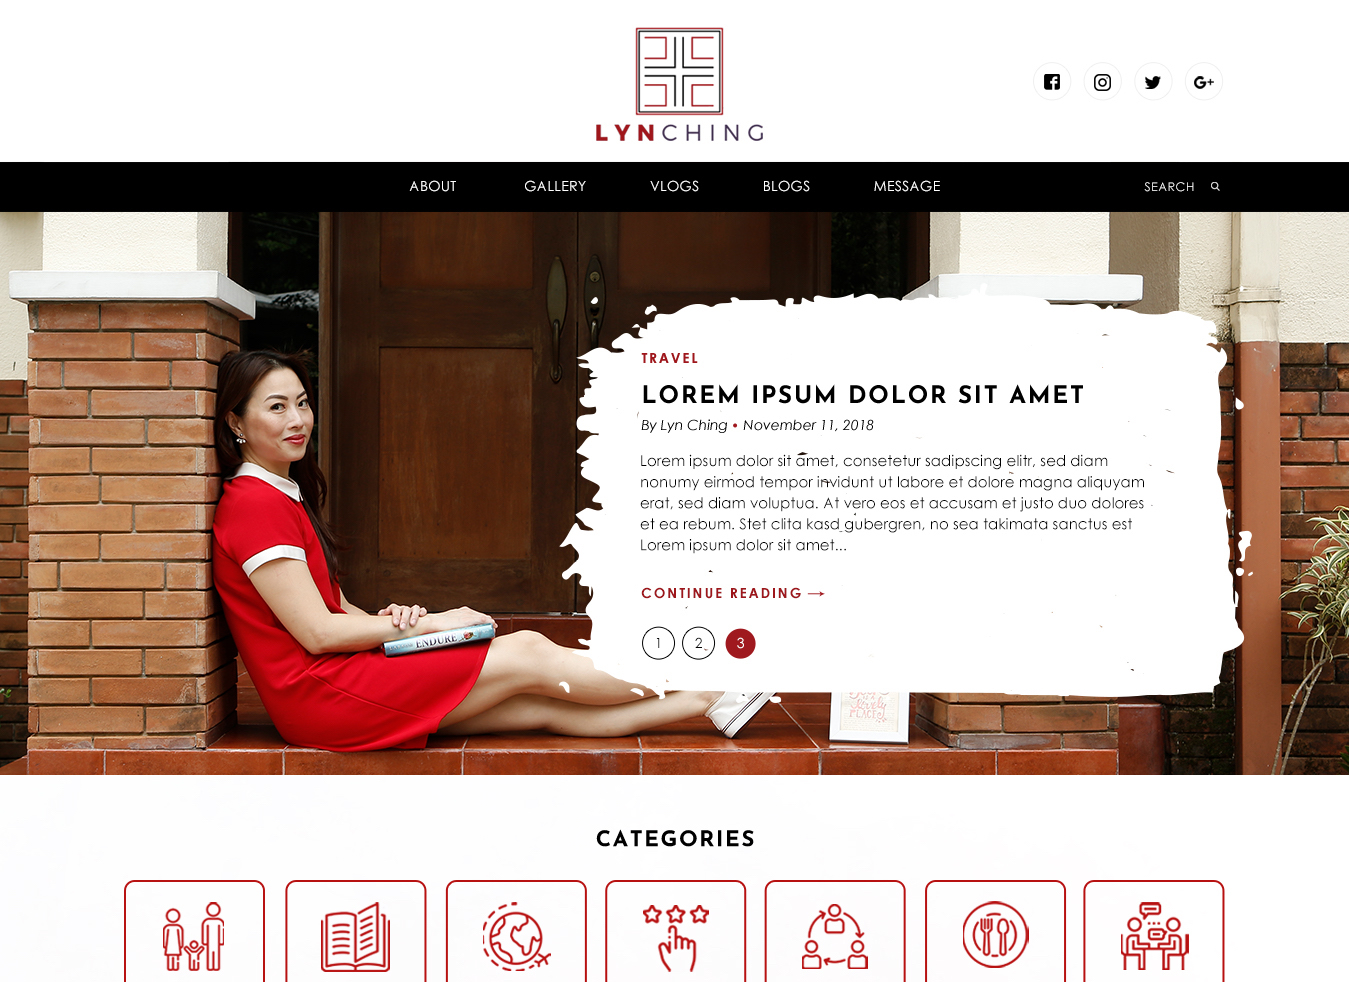 LYNCHING
ABOUT GALLERY VLOGS BLOGS MESSAGE SEARCH
TRAVEL
LOREM IPSUM DOLOR SIT AMET
By Lyn Ching • November 11, 2018
Lorem ipsum dolor sit amet, consetetur sadipscing elitr, sed diam
nonumy eirmod tempor invidunt ut labore et dolore magna aliquyam
erat, sed diam voluptua. At vero eos et accusam et justo duo dolores
et ea rebum. Stet clita kasd gubergren, no sea takimata sanctus est
Lorem ipsum dolor sit amet...
CONTINUE READING →
1 2 3
ENDURE
lovely
PLACE
CATEGORIES